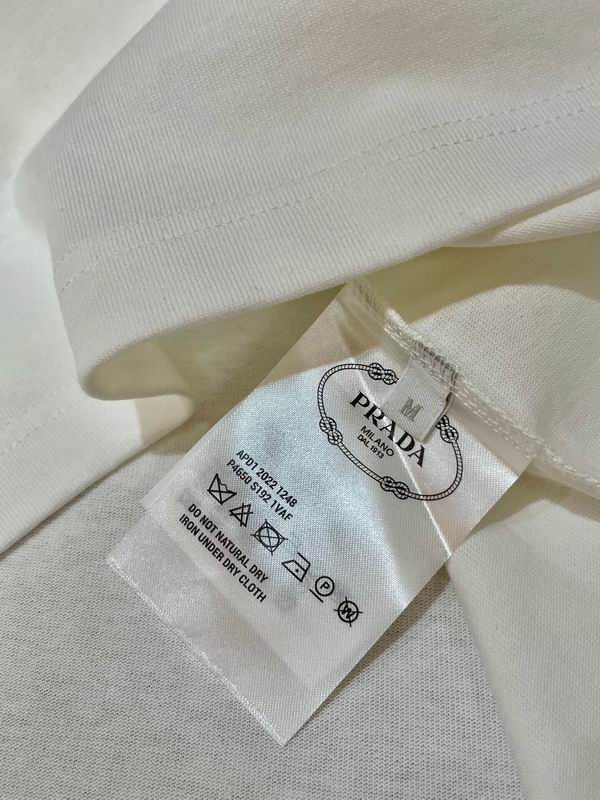 M
PRADA
MILANO
DAL 1913
APD1 2022 1248
P4650 S192 1VAF
P
W
DO NOT NATURAL DRY
IRON UNDER DRY CLOTH